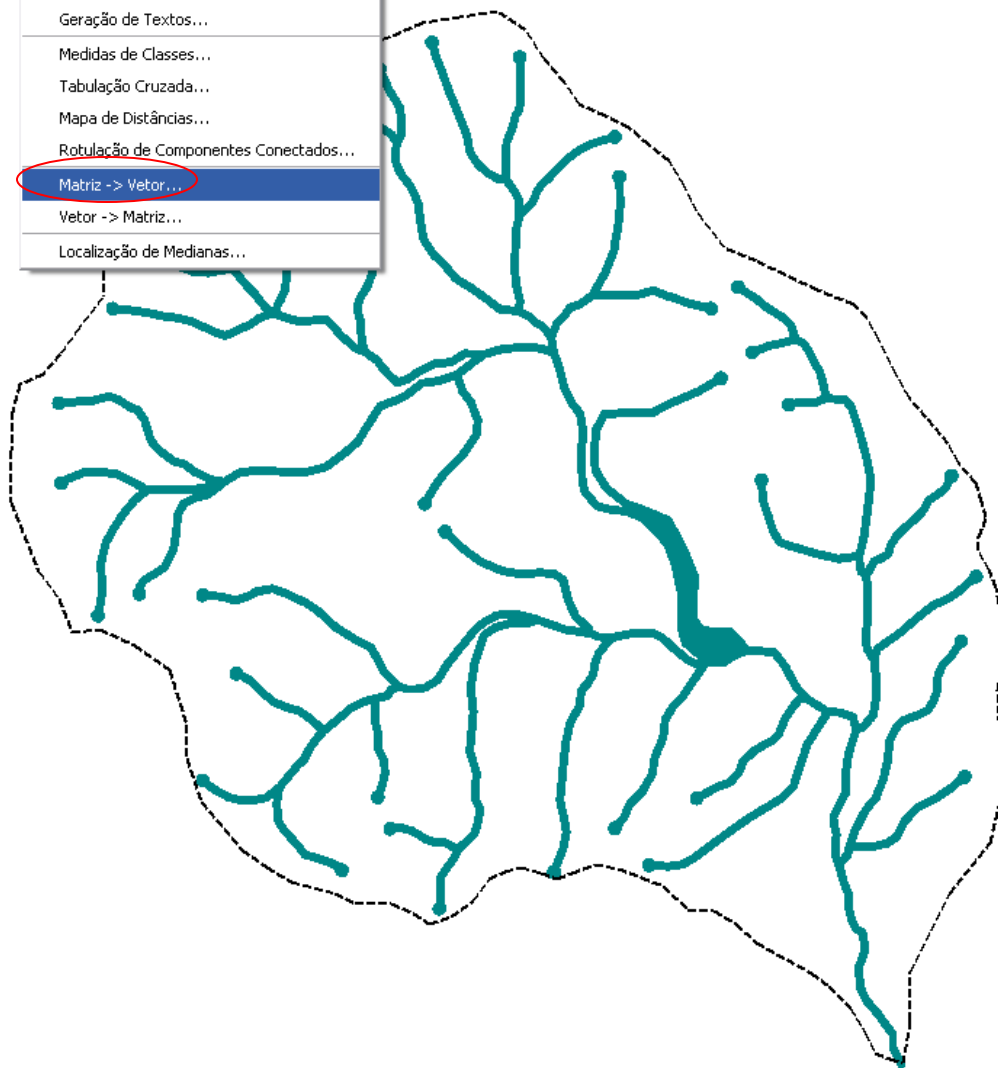 Geração de Textos...
Medidas de Classes...
Tabulação Cruzada...
Mapa de Distâncias...
Rotulação de Componentes Conectados...
Matriz -> Vetor...
Vetor -> Matriz...
Localização de Medianas...